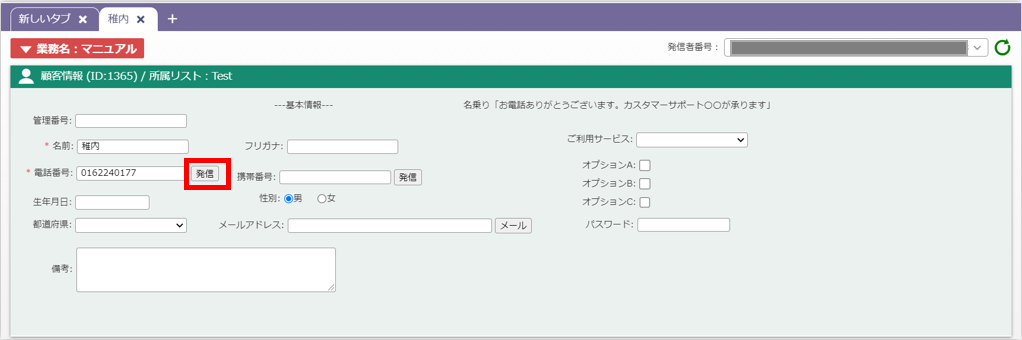 新しいタブ ✕ 稚内 ✕ +
▼ 業務名：マニュアル 発信者番号：
顧客情報 (ID:1365) / 所属リスト：Test
---基本情報--- 名乗り「お電話ありがとうございます。カスタマーサポート〇〇が承ります」
管理番号:
* 名前: 稚内 フリガナ: ご利用サービス:
* 電話番号: 0162240177 発信 携帯番号: 発信 オプションA:
オプションB:
生年月日: 性別: 男 女 オプションC:
都道府県: メールアドレス: メール パスワード:
備考: